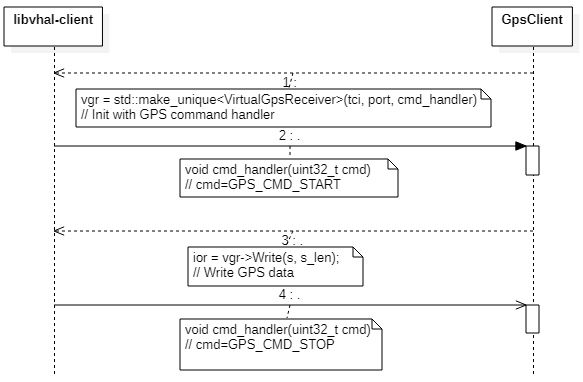 libvhal-client
GpsClient
1 : .
vgr = std::make_unique<VirtualGpsReceiver>(tci, port, cmd_handler)
// Init with GPS command handler
2 : .
void cmd_handler(uint32_t cmd)
// cmd=GPS_CMD_START
3 : .
ior = vgr->Write(s, s_len);
// Write GPS data
4 : .
void cmd_handler(uint32_t cmd)
// cmd=GPS_CMD_STOP